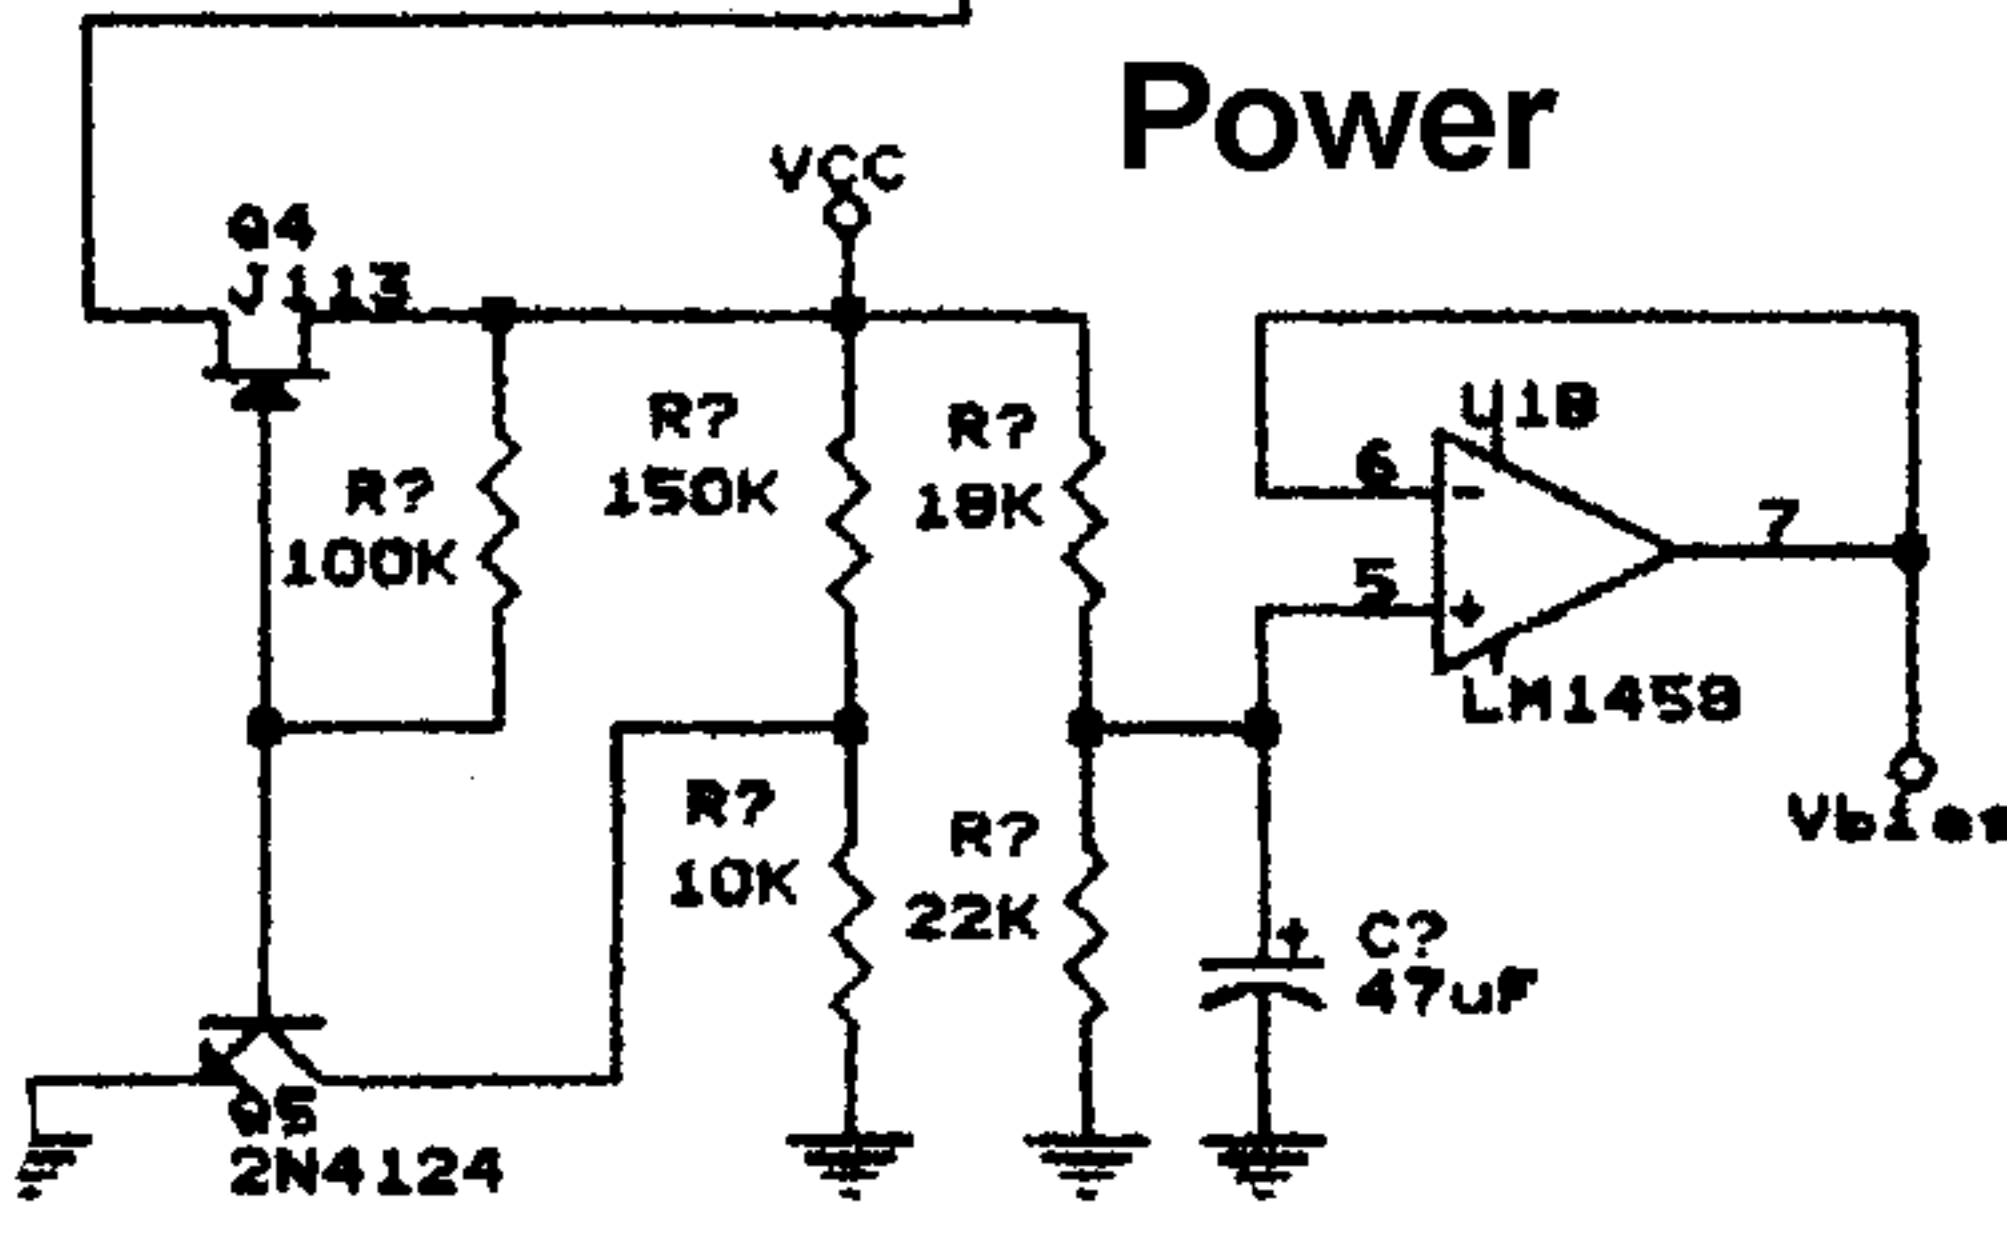 Power
VCC
Q4
J113
R?
100K
R?
150K
R?
18K
U1B
6
-
5
+
7
LM1458
R?
10K
R?
22K
+
C?
47uF
Q5
2N4124